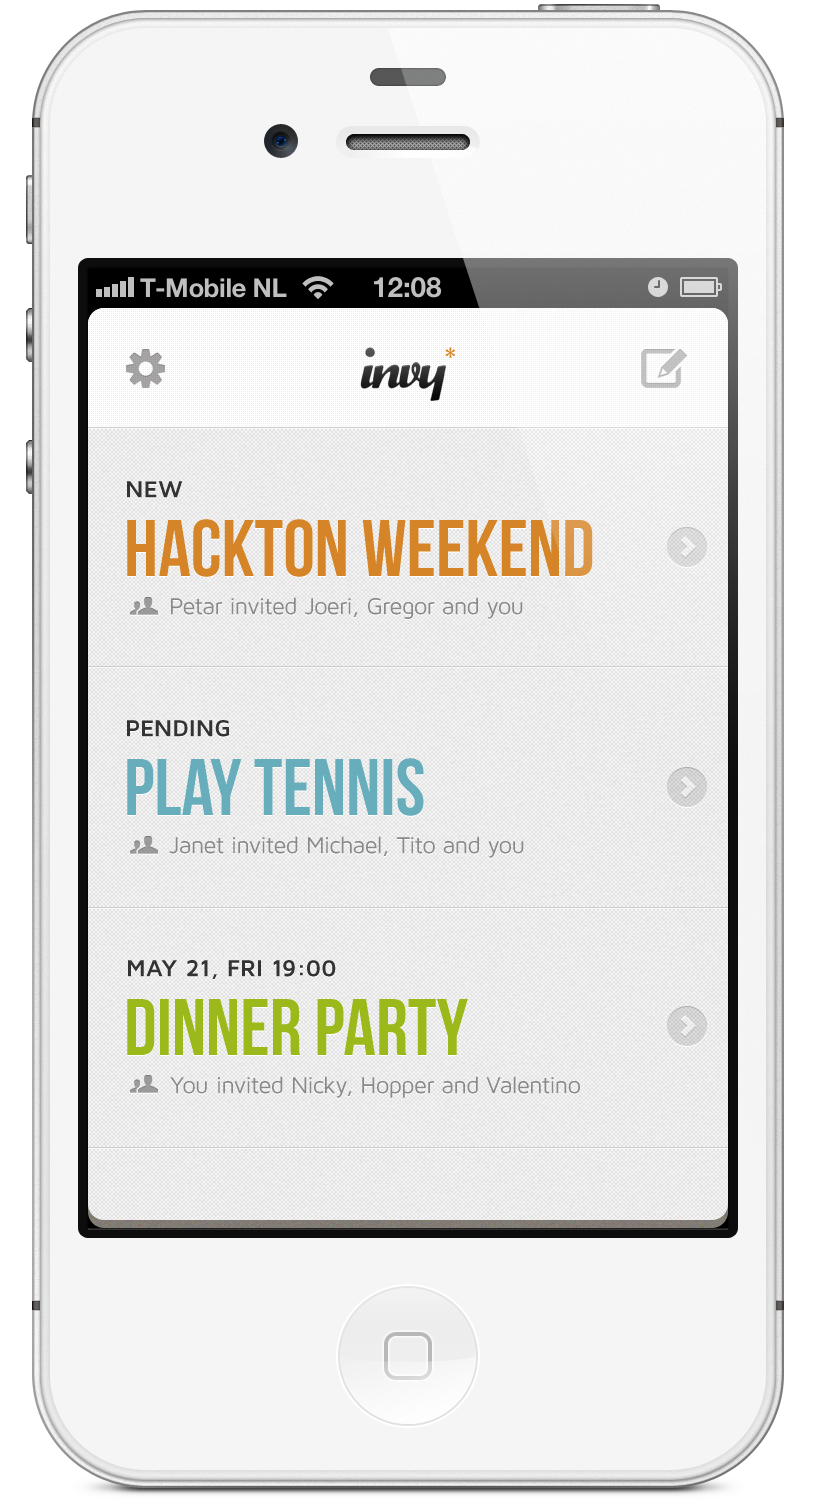 T-Mobile NL 12:08
invy*
NEW
HACKTON WEEKEND
Petar invited Joeri, Gregor and you
PENDING
PLAY TENNIS
Janet invited Michael, Tito and you
MAY 21, FRI 19:00
DINNER PARTY
You invited Nicky, Hopper and Valentino